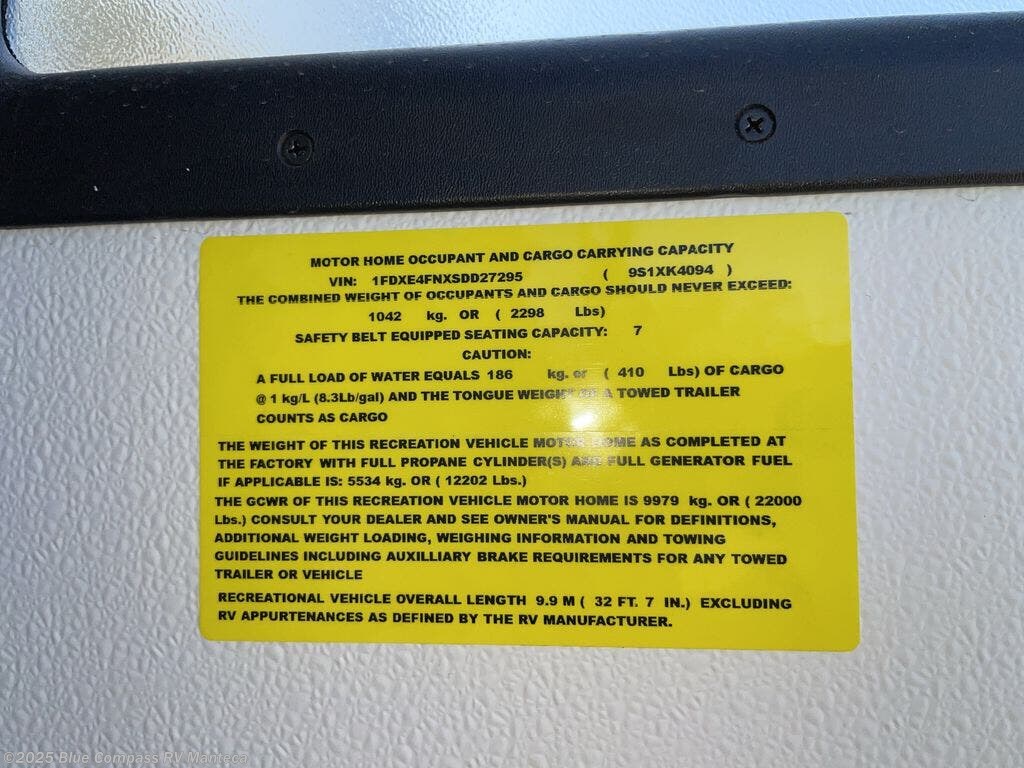 MOTOR HOME OCCUPANT AND CARGO CARRYING CAPACITY
VIN: 1FDXE4FNXSDD27295 ( 9S1XK4094 )
THE COMBINED WEIGHT OF OCCUPANTS AND CARGO SHOULD NEVER EXCEED:
1042 kg. OR ( 2298 Lbs)
SAFETY BELT EQUIPPED SEATING CAPACITY: 7
CAUTION:
A FULL LOAD OF WATER EQUALS 186 kg. or ( 410 Lbs) OF CARGO
@ 1 kg/L (8.3Lb/gal) AND THE TONGUE WEIGHT OF A TOWED TRAILER
COUNTS AS CARGO
THE WEIGHT OF THIS RECREATION VEHICLE MOTOR HOME AS COMPLETED AT
THE FACTORY WITH FULL PROPANE CYLINDER(S) AND FULL GENERATOR FUEL
IF APPLICABLE IS: 5534 kg. OR ( 12202 Lbs.)
THE GCWR OF THIS RECREATION VEHICLE MOTOR HOME IS 9979 kg. OR ( 22000
Lbs.) CONSULT YOUR DEALER AND SEE OWNER'S MANUAL FOR DEFINITIONS,
ADDITIONAL WEIGHT LOADING, WEIGHING INFORMATION AND TOWING
GUIDELINES INCLUDING AUXILLIARY BRAKE REQUIREMENTS FOR ANY TOWED
TRAILER OR VEHICLE
RECREATIONAL VEHICLE OVERALL LENGTH 9.9 M ( 32 FT. 7 IN.) EXCLUDING
RV APPURTENANCES AS DEFINED BY THE RV MANUFACTURER.
©2025 Blue Compass RV Manteca